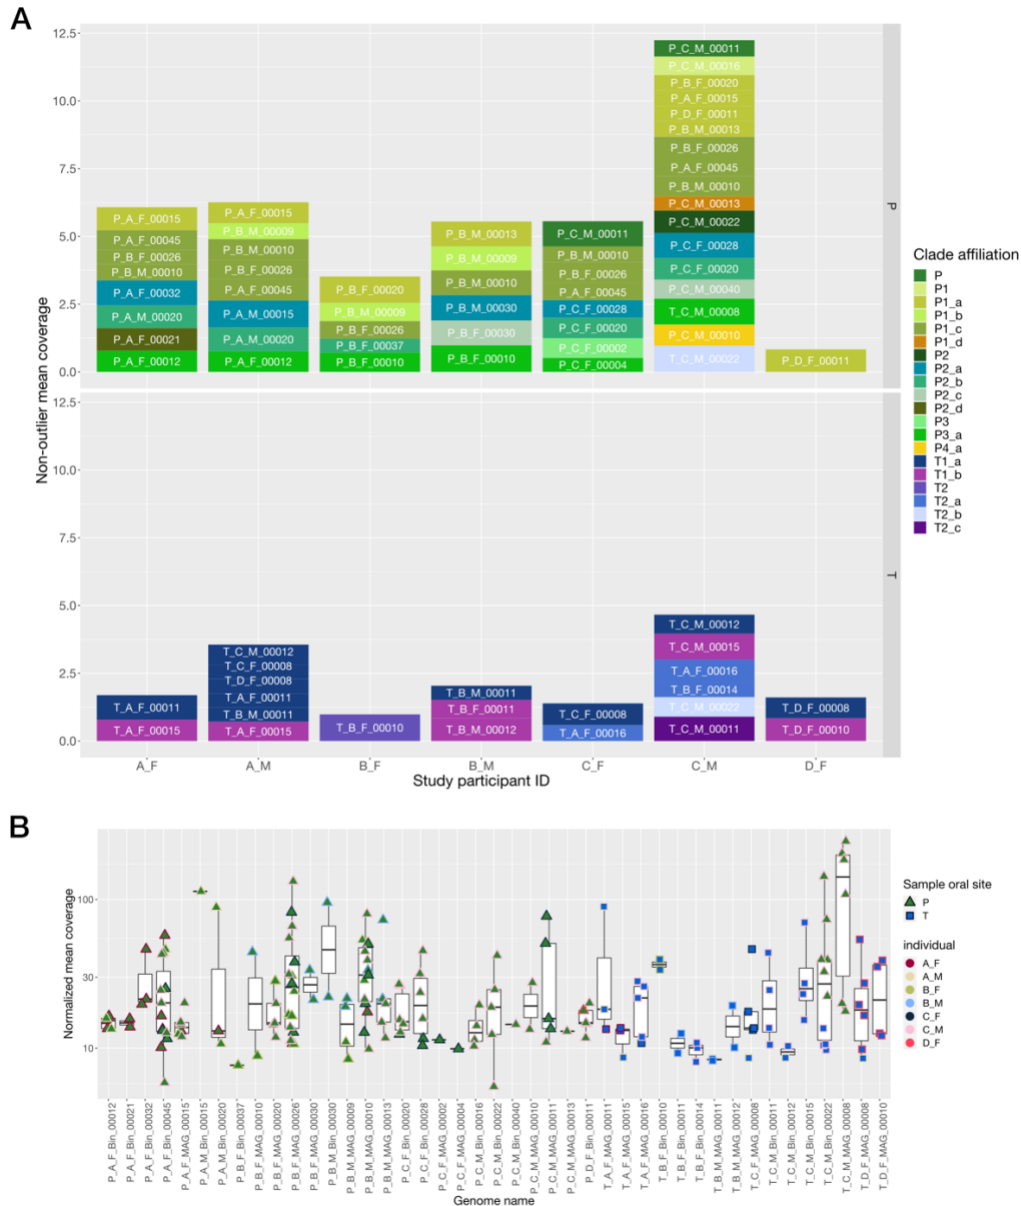 A
12.5
10.0
7.5
5.0
2.5
0.0
12.5
10.0
7.5
5.0
2.5
0.0
Non-outlier mean coverage
P_A_F_00015
P_A_F_00045
P_B_F_00026
P_B_M_00010
P_A_F_00032
P_A_M_00020
P_A_F_00021
P_A_F_00012
P_A_F_00015
P_B_M_00009
P_B_M_00010
P_B_F_00026
P_A_F_00045
P_A_M_00015
P_A_M_00020
P_A_F_00012
P_B_F_00020
P_B_M_00009
P_B_F_00026
P_B_F_00037
P_B_F_00010
P_B_M_00013
P_B_M_00009
P_B_M_00010
P_B_M_00030
P_B_F_00030
P_B_F_00010
P_C_M_00011
P_B_M_00010
P_B_F_00026
P_A_F_00045
P_C_F_00028
P_C_F_00020
P_C_F_00002
P_C_F_00004
P_C_M_00011
P_C_M_00016
P_B_F_00020
P_A_F_00015
P_D_F_00011
P_B_M_00013
P_B_F_00026
P_A_F_00045
P_B_M_00010
P_C_M_00013
P_C_M_00022
P_C_F_00028
P_C_F_00020
P_C_M_00040
T_C_M_00008
P_C_M_00010
T_C_M_00022
P_D_F_00011
P
T_A_F_00011
T_A_F_00015
T_C_M_00012
T_C_F_00008
T_D_F_00008
T_A_F_00011
T_B_M_00011
T_A_F_00015
T_B_F_00010
T_B_M_00011
T_B_F_00011
T_B_M_00012
T_C_F_00008
T_A_F_00016
T_C_M_00012
T_C_M_00015
T_A_F_00016
T_B_F_00014
T_C_M_00022
T_C_M_00011
T_D_F_00008
T_D_F_00010
T
A_F
A_M
B_F
B_M
C_F
C_M
D_F
Study participant ID
Clade affiliation
P
P1
P1_a
P1_b
P1_c
P1_d
P2
P2_a
P2_b
P2_c
P2_d
P3
P3_a
P4_a
T1_a
T1_b
T2
T2_a
T2_b
T2_c
B
Normalized mean coverage
100
30
10
P_A_F_Bin_00012
P_A_F_Bin_00021
P_A_F_Bin_00032
P_A_F_Bin_00045
P_A_F_MAG_00015
P_A_M_Bin_00015
P_A_M_Bin_00020
P_B_F_Bin_00037
P_B_F_MAG_00010
P_B_F_MAG_00020
P_B_F_MAG_00026
P_B_F_MAG_00030
P_B_M_Bin_00030
P_B_M_MAG_00009
P_B_M_MAG_00010
P_B_M_MAG_00013
P_C_F_Bin_00020
P_C_F_Bin_00028
P_C_F_MAG_00002
P_C_F_MAG_00004
P_C_M_Bin_00016
P_C_M_Bin_00022
P_C_M_Bin_00040
P_C_M_MAG_00010
P_C_M_MAG_00011
P_C_M_MAG_00013
P_D_F_MAG_00011
T_A_F_MAG_00011
T_A_F_MAG_00015
T_A_F_MAG_00016
T_B_F_Bin_00010
T_B_F_Bin_00011
T_B_F_Bin_00014
T_B_M_MAG_00011
T_B_M_MAG_00012
T_C_F_MAG_00008
T_C_M_Bin_00011
T_C_M_Bin_00012
T_C_M_Bin_00015
T_C_M_Bin_00022
T_C_M_MAG_00008
T_D_F_MAG_00008
T_D_F_MAG_00010
Genome name
Sample oral site
P
T
individual
A_F
A_M
B_F
B_M
C_F
C_M
D_F